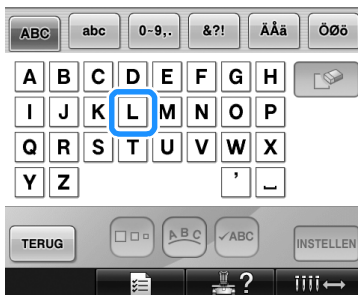 ABC abc 0~9,. &?! ÄÅä ÖØö
A B C D E F G H
I J K L M N O P
Q R S T U V W X
Y Z ' ⌴
ABC ✓ABC
TERUG INSTELLEN
?